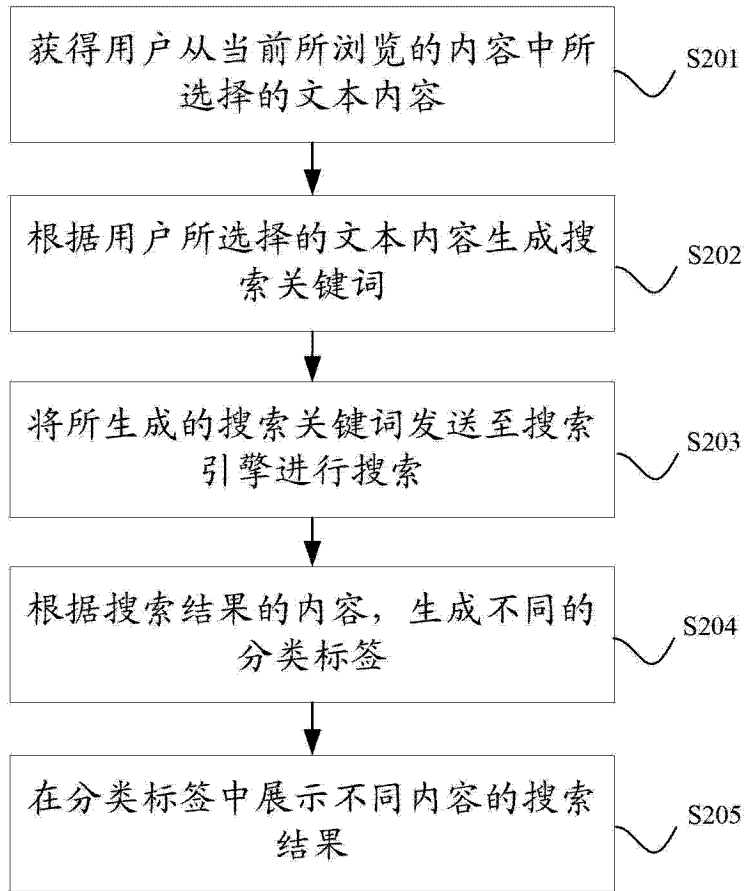 获得用户从当前所浏览的内容中所
选择的文本内容
S201
根据用户所选择的文本内容生成搜
索关键词
S202
将所生成的搜索关键词发送至搜索
引擎进行搜索
S203
根据搜索结果的内容，生成不同的
分类标签
S204
在分类标签中展示不同内容的搜索
结果
S205